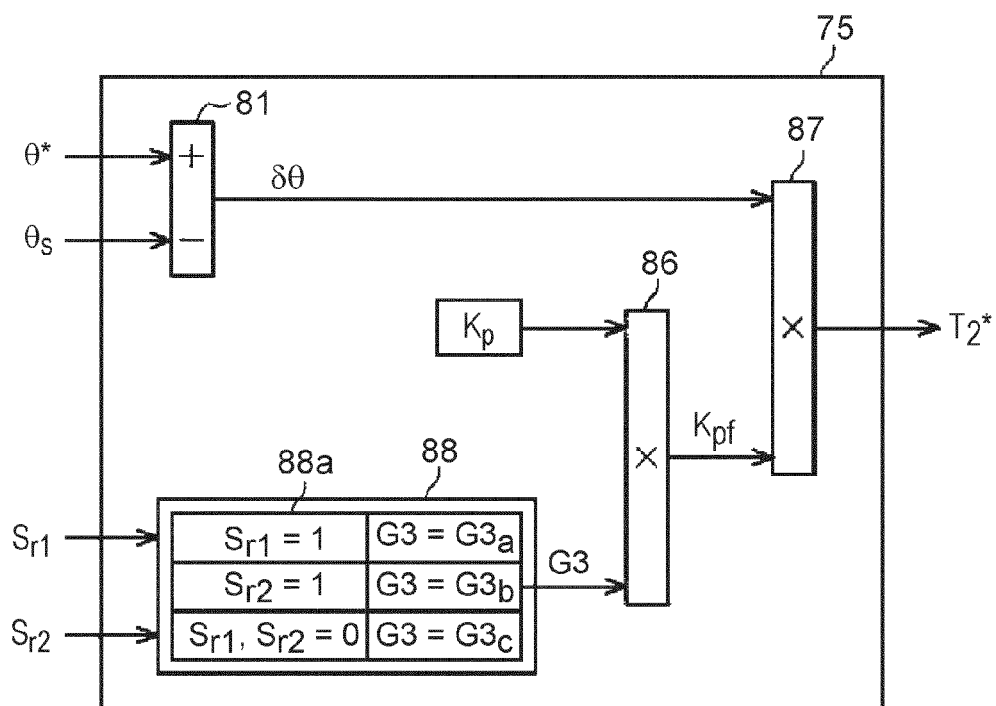 75
81
θ*
+
δθ
87
θs
−
86
Kp
×
T2*
Kpf
×
88a
88
Sr1
Sr1 = 1
G3 = G3a
G3
Sr2 = 1
G3 = G3b
Sr2
Sr1, Sr2 = 0
G3 = G3c